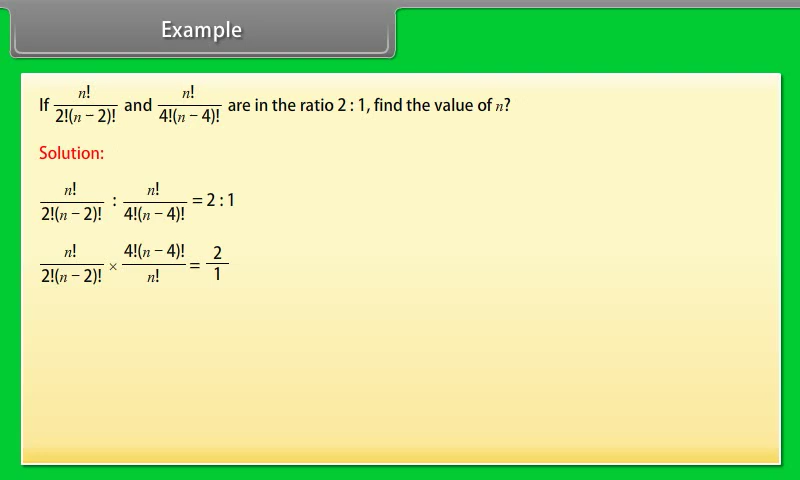 Example
If n!/2!(n − 2)! and n!/4!(n − 4)! are in the ratio 2 : 1, find the value of n?
Solution:
n!/2!(n − 2)! : n!/4!(n − 4)! = 2 : 1
n!/2!(n − 2)! × 4!(n − 4)!/n! = 2/1